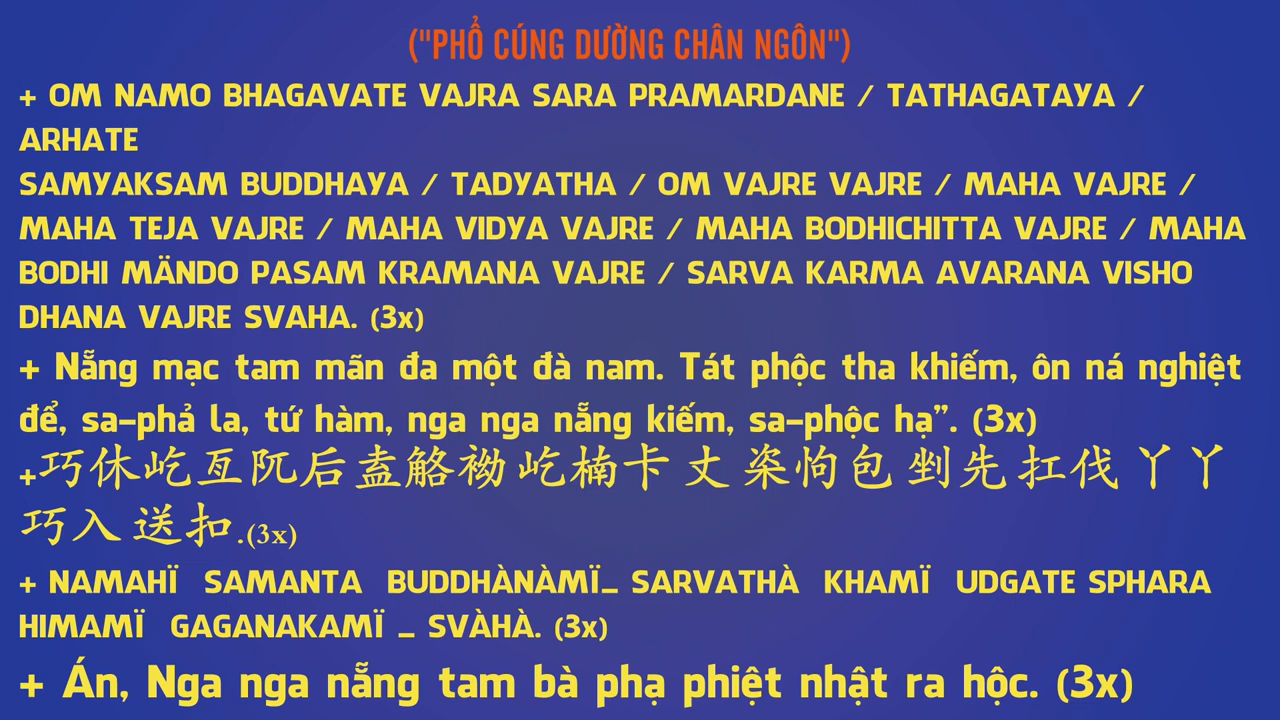 ("PHỔ CÚNG DƯỜNG CHÂN NGÔN")
+ OM NAMO BHAGAVATE VAJRA SARA PRAMARDANE / TATHAGATAYA /
ARHATE
SAMYAKSAM BUDDHAYA / TADYATHA / OM VAJRE VAJRE / MAHA VAJRE /
MAHA TEJA VAJRE / MAHA VIDYA VAJRE / MAHA BODHICHITTA VAJRE / MAHA
BODHI MÄNDO PASAM KRAMANA VAJRE / SARVA KARMA AVARANA VISHO
DHANA VAJRE SVAHA. (3x)
+ Nẵng mạc tam mãn đa một đà nam. Tát phộc tha khiếm, ôn ná nghiệt
để, sa-phả la, tứ hàm, nga nga nẵng kiếm, sa-phộc hạ”. (3x)
+巧休屹亙阢后盍觡袎 屹楠卡 丈 栥怐包 剉先 扛伐 丫丫
巧入 送扣.(3x)
+ NAMAHÏ SAMANTA BUDDHÀNÀMÏ_ SARVATHÀ KHAMÏ UDGATE SPHARA
HIMAMÏ GAGANAKAMÏ _ SVÀHÀ. (3x)
+ Án, Nga nga nẵng tam bà phạ phiệt nhật ra hộc. (3x)